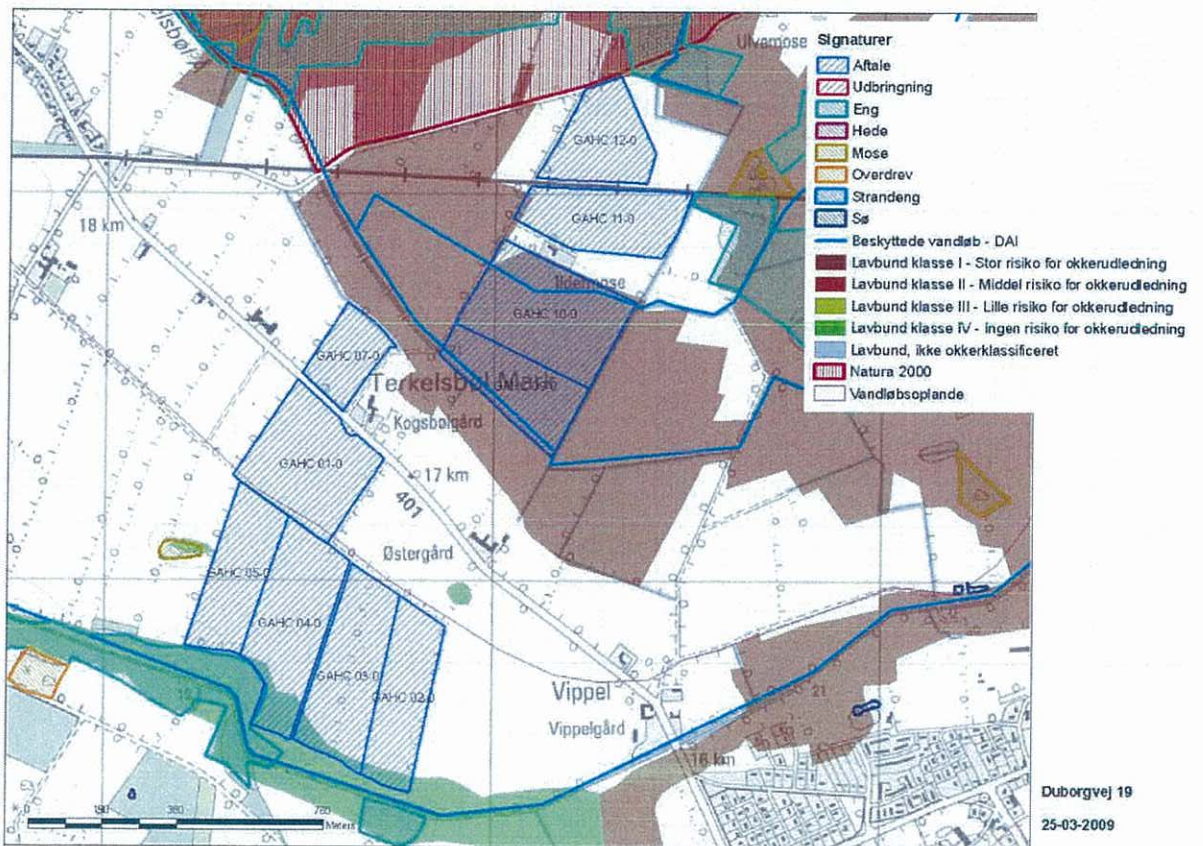 Ulvemose
Signaturer
Aftale
Udbringning
Eng
Hede
Mose
Overdrev
Strandeng
Sø
Beskyttede vandløb - DAI
Lavbund klasse I - Stor risiko for okkerudledning
Lavbund klasse II - Middel risiko for okkerudledning
Lavbund klasse III - Lille risiko for okkerudledning
Lavbund klasse IV - Ingen risiko for okkerudledning
Lavbund, ikke okkerklassificeret
Natura 2000
Vandløbsoplande
GAHC 12-0
GAHC 11-0
18 km
GAHC 10-0
GAHC 07-0
Terkelsbøl Mark
Kogsbølgård
GAHC 01-0
17 km
401
Østergård
GAHC 05-0
GAHC 04-0
GAHC 03-0
GAHC 02-0
Vippel
Vippelgård
21
16 km
0 190 380 760
Meters
Duborgvej 19
25-03-2009